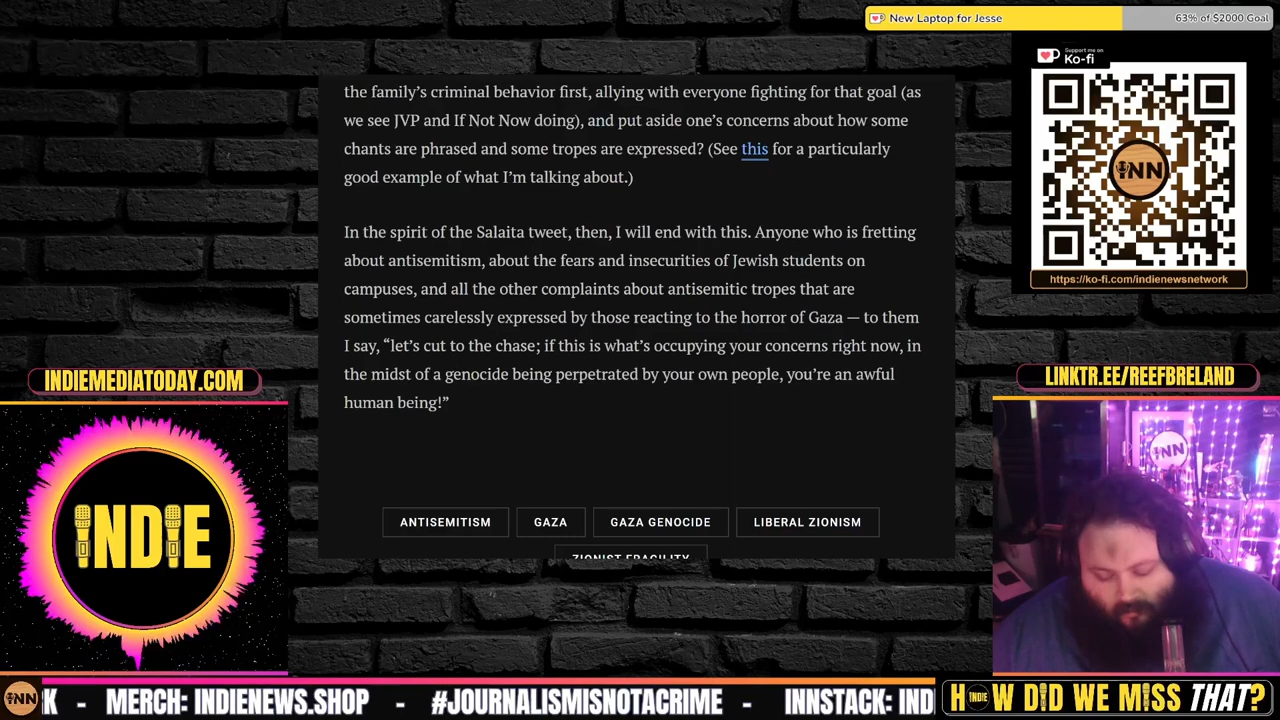 New Laptop for Jesse
63% of $2000 Goal
Support me on
Ko-fi
iNN
https://ko-fi.com/indienewsnetwork
the family’s criminal behavior first, allying with everyone fighting for that goal (as
we see JVP and If Not Now doing), and put aside one’s concerns about how some
chants are phrased and some tropes are expressed? (See this for a particularly
good example of what I’m talking about.)
In the spirit of the Salaita tweet, then, I will end with this. Anyone who is fretting
about antisemitism, about the fears and insecurities of Jewish students on
campuses, and all the other complaints about antisemitic tropes that are
sometimes carelessly expressed by those reacting to the horror of Gaza — to them
I say, “let’s cut to the chase; if this is what’s occupying your concerns right now, in
the midst of a genocide being perpetrated by your own people, you’re an awful
human being!”
ANTISEMITISM
GAZA
GAZA GENOCIDE
LIBERAL ZIONISM
ZIONIST FRAGILITY
INDIEMEDIATODAY.COM
INDIE
LINKTR.EE/REEFBRELAND
iNN
iNN
K - MERCH: INDIENEWS.SHOP - #JOURNALISMISNOTACRIME - INNSTACK: IND
HOW DID WE MISS THAT?